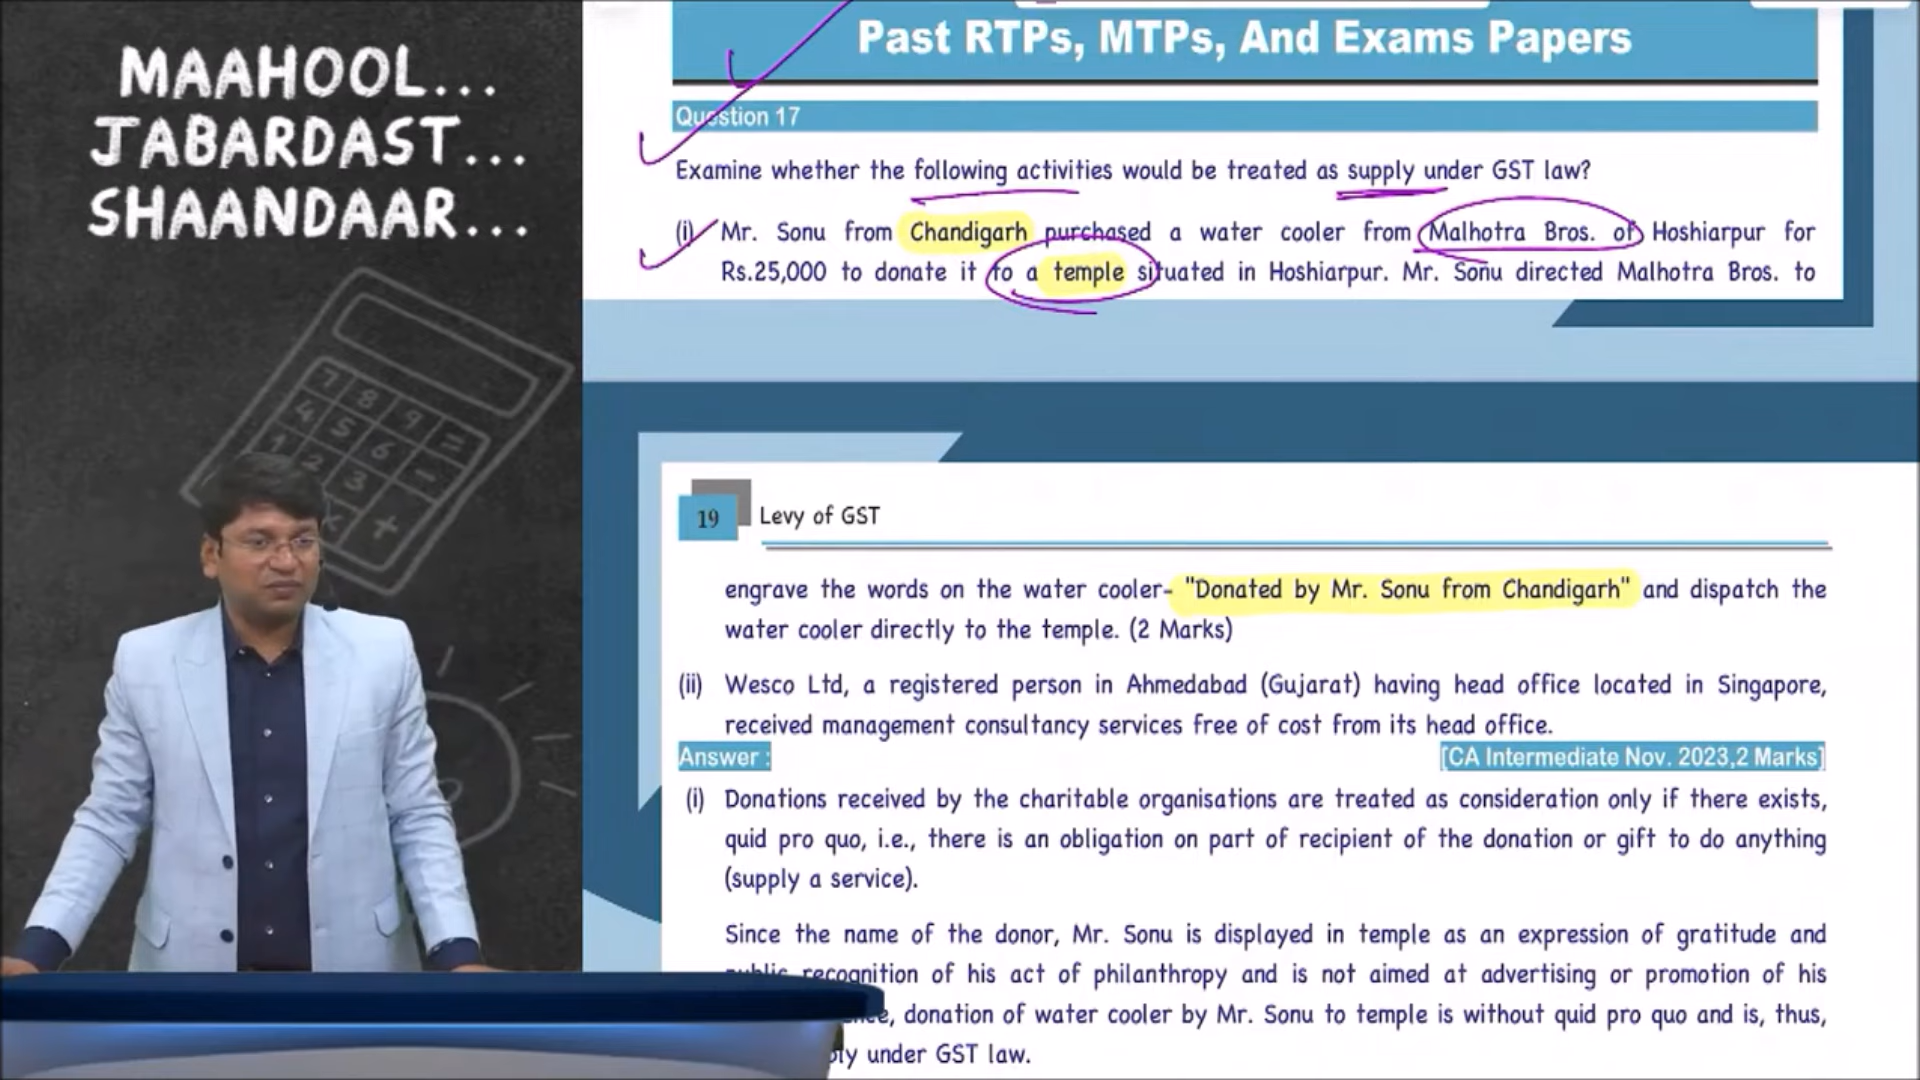 MAAHOOL...
JABARDAST...
SHAANDAAR...
7 8 9 =
4 5 6 -
1 2 3 +
Past RTPs, MTPs, And Exams Papers
Question 17
Examine whether the following activities would be treated as supply under GST law?
(i) Mr. Sonu from Chandigarh purchased a water cooler from Malhotra Bros. of Hoshiarpur for
Rs.25,000 to donate it to a temple situated in Hoshiarpur. Mr. Sonu directed Malhotra Bros. to
19 Levy of GST
engrave the words on the water cooler- "Donated by Mr. Sonu from Chandigarh" and dispatch the
water cooler directly to the temple. (2 Marks)
(ii) Wesco Ltd, a registered person in Ahmedabad (Gujarat) having head office located in Singapore,
received management consultancy services free of cost from its head office.
Answer : [CA Intermediate Nov. 2023,2 Marks]
(i) Donations received by the charitable organisations are treated as consideration only if there exists,
quid pro quo, i.e., there is an obligation on part of recipient of the donation or gift to do anything
(supply a service).
Since the name of the donor, Mr. Sonu is displayed in temple as an expression of gratitude and
public recognition of his act of philanthropy and is not aimed at advertising or promotion of his
donation of water cooler by Mr. Sonu to temple is without quid pro quo and is, thus,
under GST law.